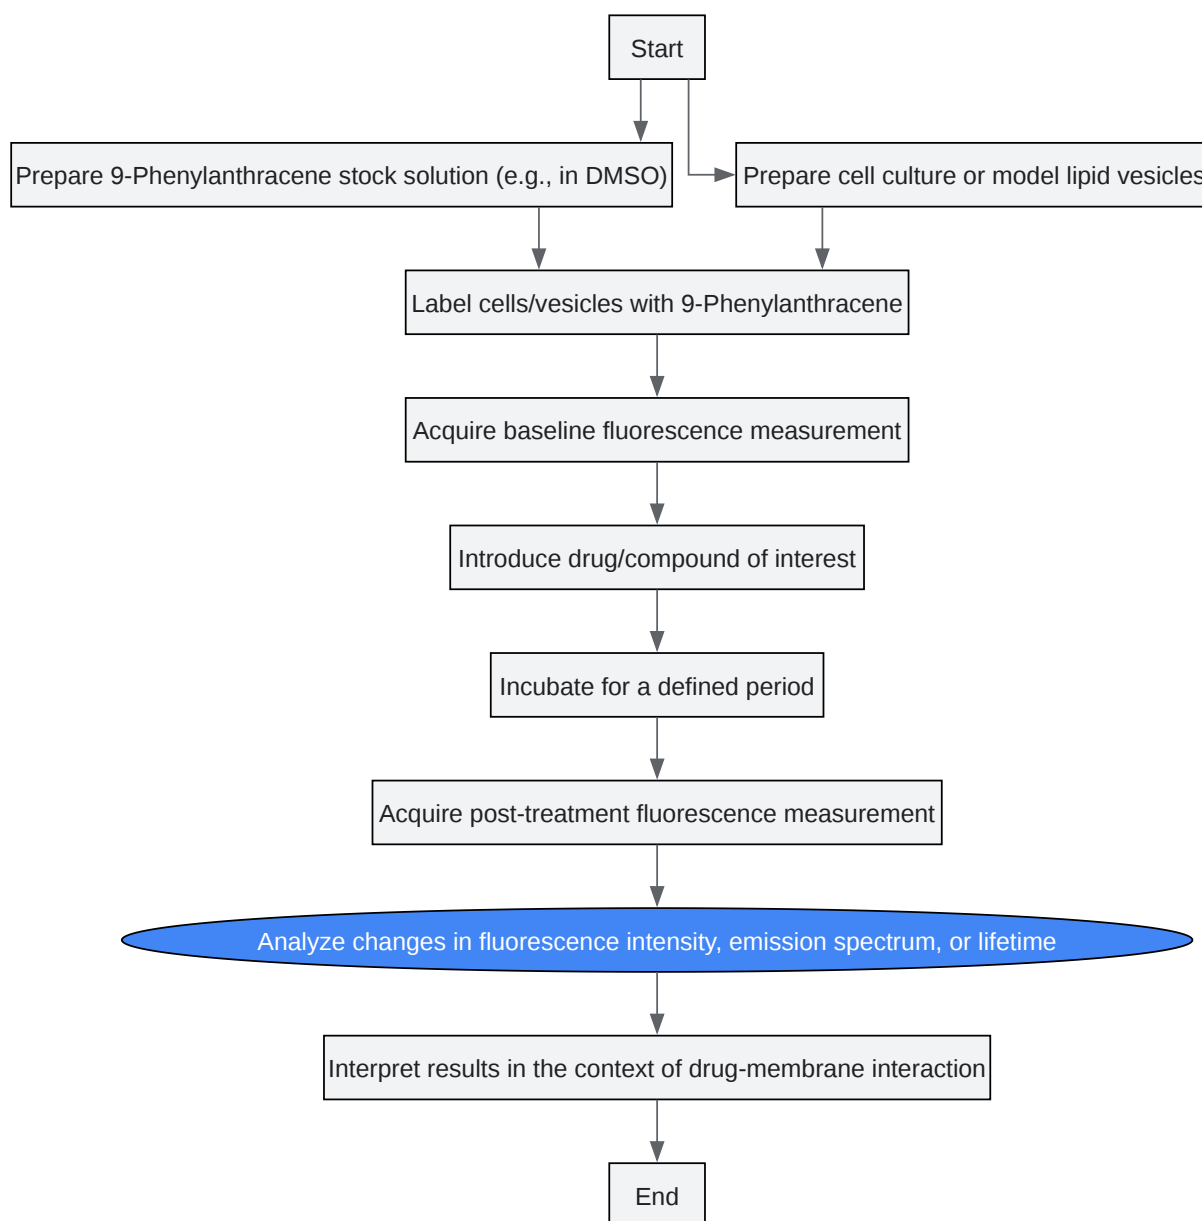 Start
Prepare 9-Phenylanthracene stock solution (e.g., in DMSO)
Prepare cell culture or model lipid vesicles
Label cells/vesicles with 9-Phenylanthracene
Acquire baseline fluorescence measurement
Introduce drug/compound of interest
Incubate for a defined period
Acquire post-treatment fluorescence measurement
Analyze changes in fluorescence intensity, emission spectrum, or lifetime
Interpret results in the context of drug-membrane interaction
End